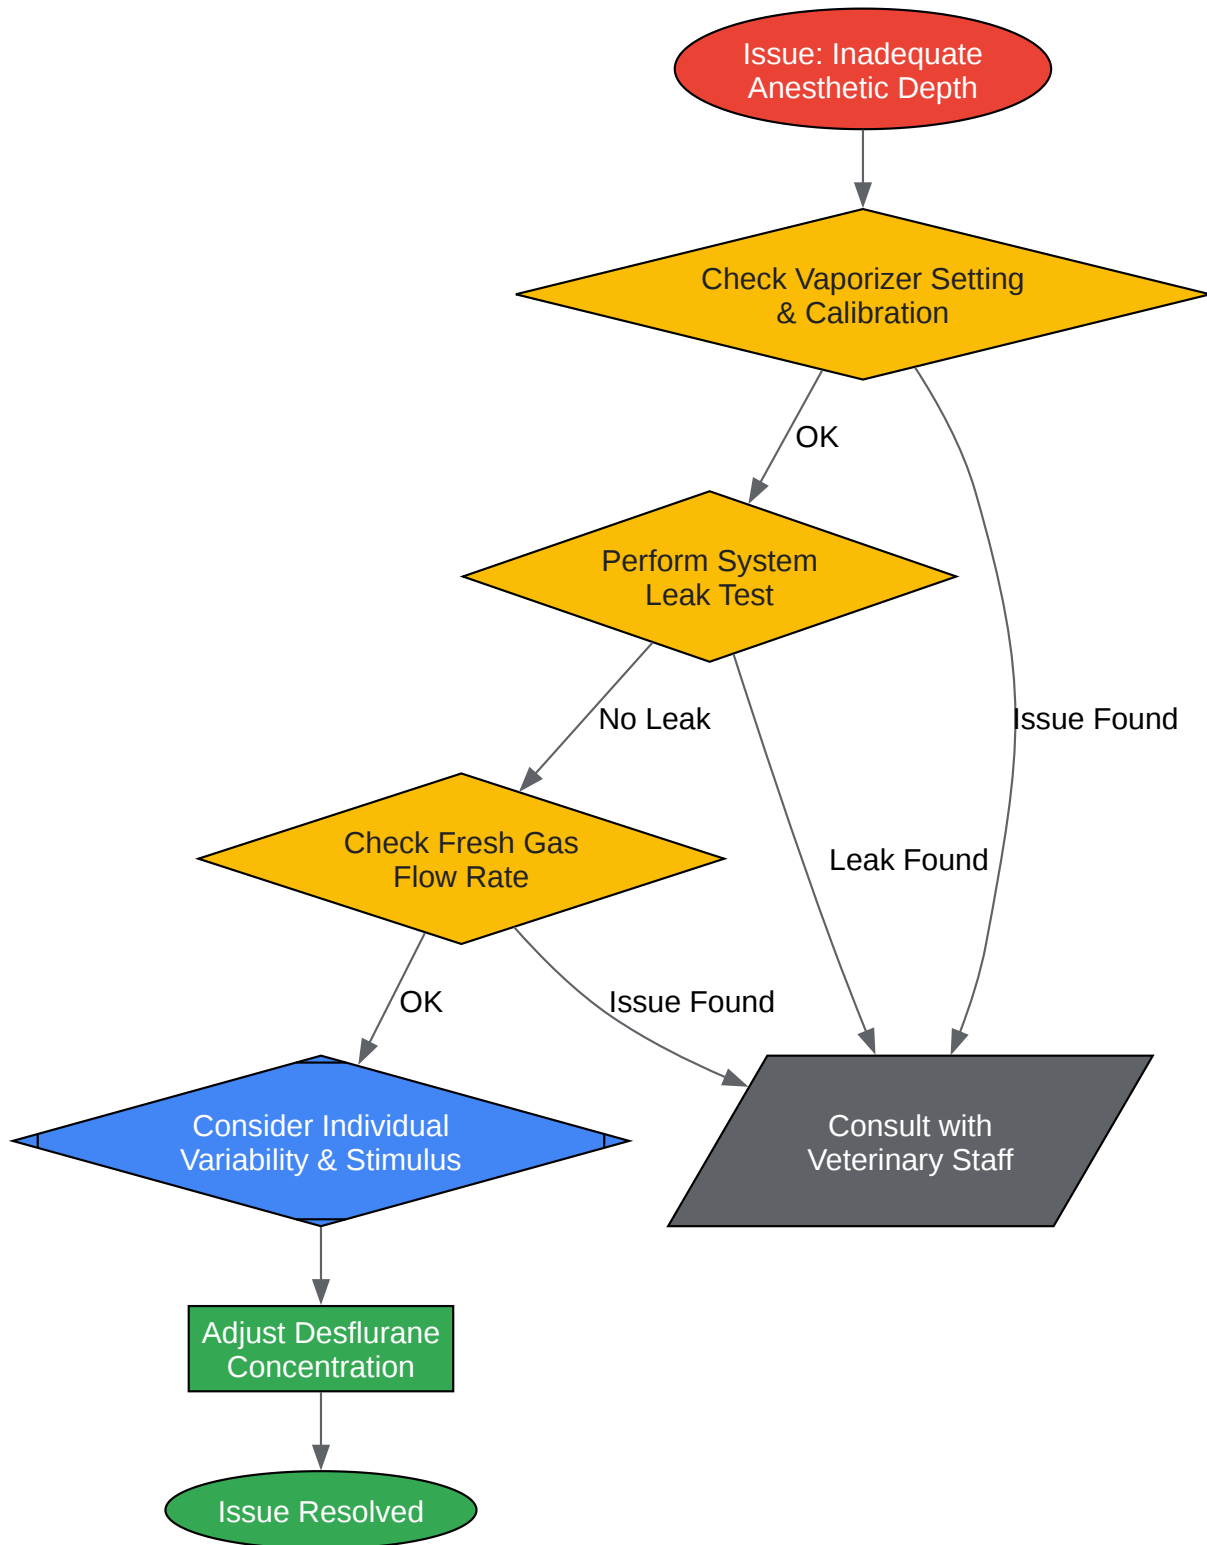 Issue: Inadequate
Anesthetic Depth
Check Vaporizer Setting
& Calibration
OK
Perform System
Leak Test
No Leak
Issue Found
Check Fresh Gas
Flow Rate
Leak Found
OK
Issue Found
Consider Individual
Variability & Stimulus
Consult with
Veterinary Staff
Adjust Desflurane
Concentration
Issue Resolved